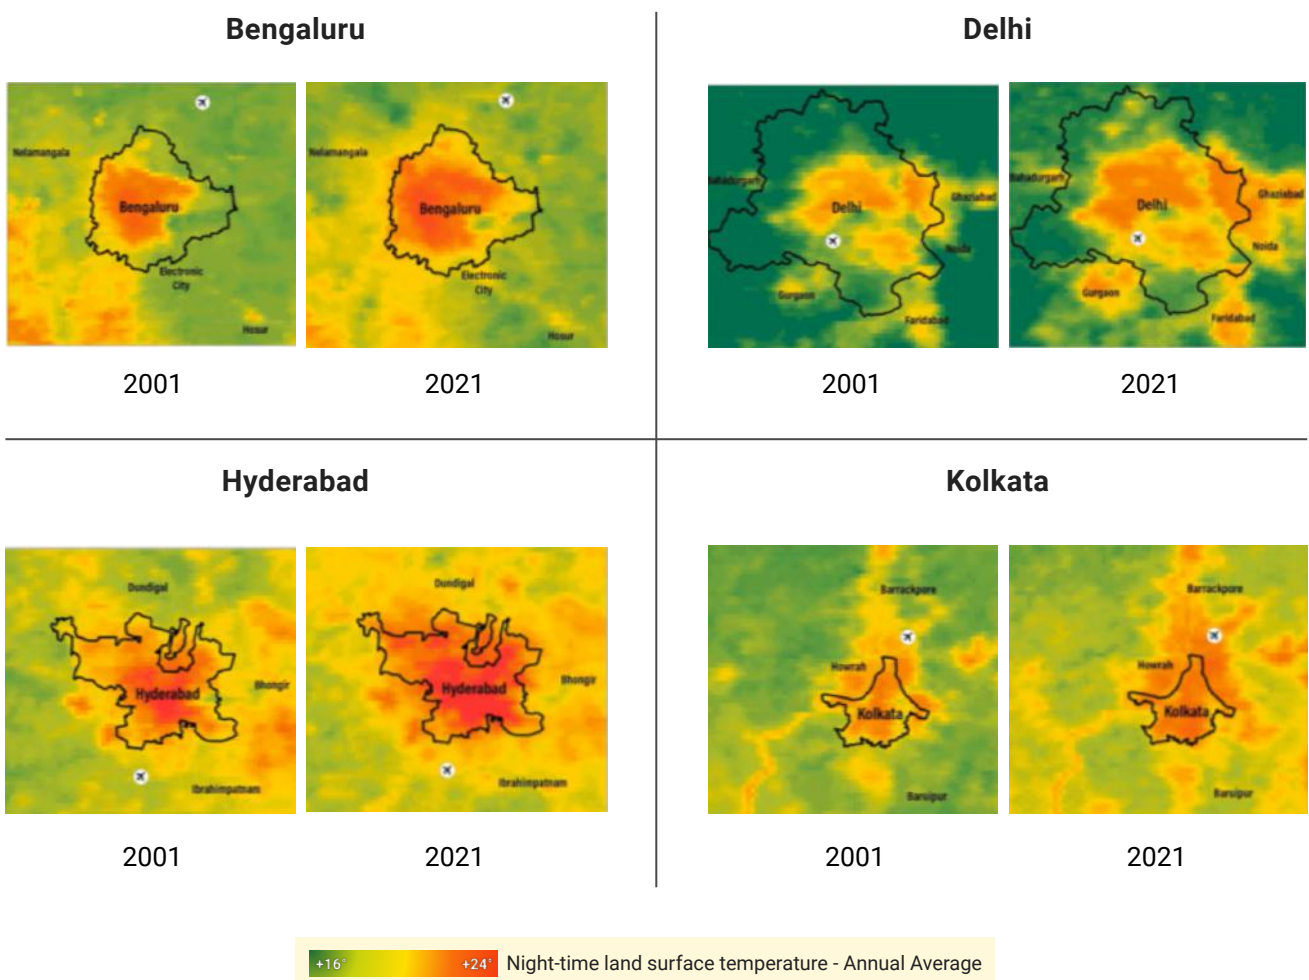 Bengaluru
Nelamangala
Bengaluru
Electronic
City
Hosur
2001
Nelamangala
Bengaluru
Electronic
City
Hosur
2021
Delhi
Bahadurgarh
Ghaziabad
Delhi
Noida
Gurgaon
Faridabad
2001
Bahadurgarh
Ghaziabad
Delhi
Noida
Gurgaon
Faridabad
2021
Hyderabad
Dundigal
Bhongir
Hyderabad
Ibrahimpatnam
2001
Dundigal
Bhongir
Hyderabad
Ibrahimpatnam
2021
Kolkata
Barrackpore
Howrah
Kolkata
Baruipur
2001
Barrackpore
Howrah
Kolkata
Baruipur
2021
+16° +24° Night-time land surface temperature - Annual Average